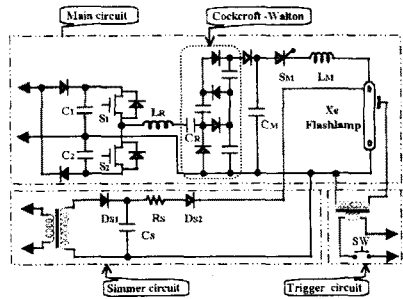 Main circuit
Cockcroft-Walton
C1
S1
LR
CR
CM
SM
LM
Xe
Flashlamp
C2
S2
DS1
RS
DS2
CS
SW
Simmer circuit
Trigger circuit